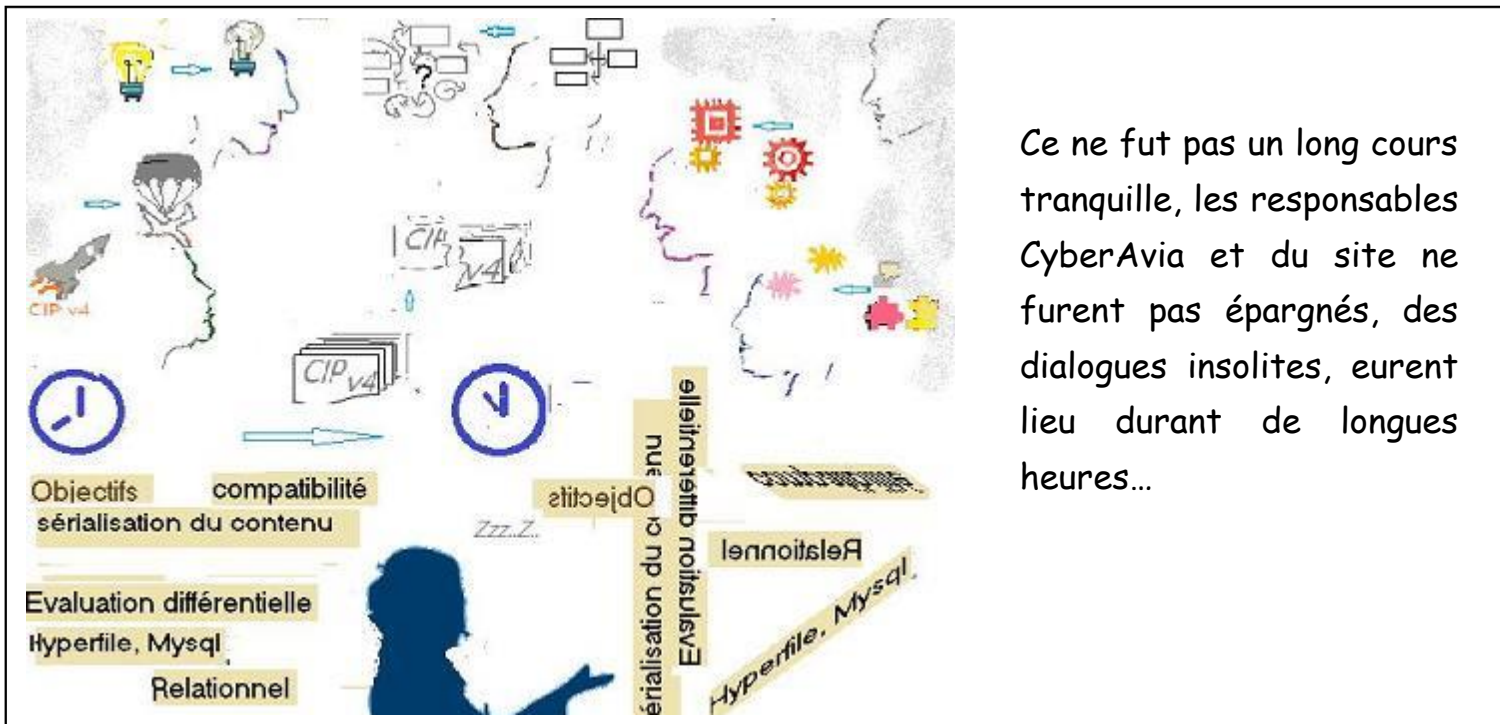 ?
CIP v4
CIP
v4
CIP v4
Objectifs
compatibilité
sérialisation du contenu
Evaluation différentielle
Hyperfile, Mysql
Relationnel
Zzz..Z..
Objectifs
érialisation du
Evaluation différentielle
Relationnel
Hyperfile, Mysql
Ce ne fut pas un long cours
tranquille, les responsables
CyberAvia et du site ne
furent pas épargnés, des
dialogues insolites, eurent
lieu durant de longues
heures…